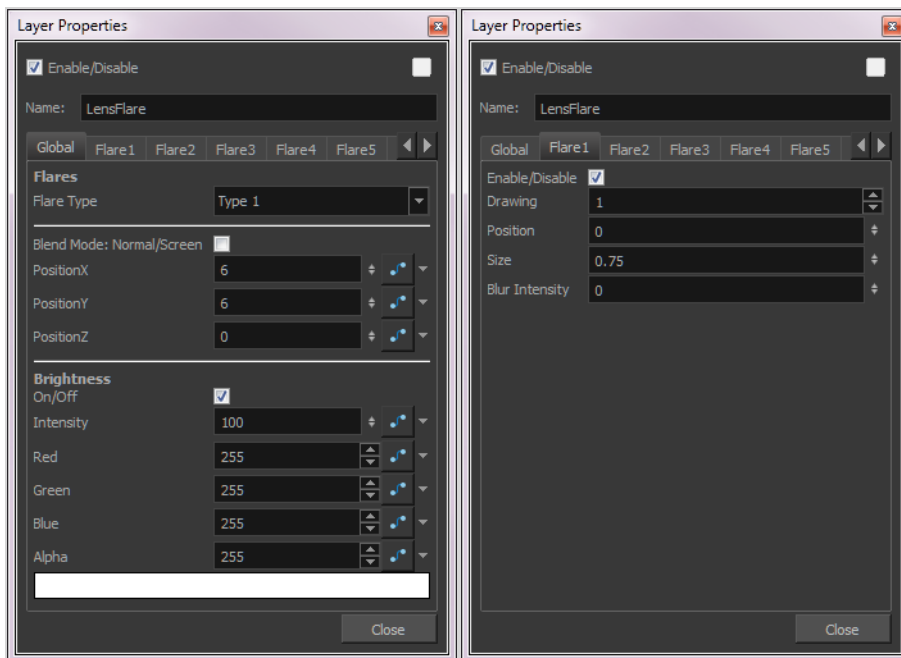 Layer Properties
Enable/Disable
Name: LensFlare
Global Flare1 Flare2 Flare3 Flare4 Flare5
Flares
Flare Type Type 1
Blend Mode: Normal/Screen
PositionX 6
PositionY 6
PositionZ 0
Brightness
On/Off
Intensity 100
Red 255
Green 255
Blue 255
Alpha 255
Close
Layer Properties
Enable/Disable
Name: LensFlare
Global Flare1 Flare2 Flare3 Flare4 Flare5
Enable/Disable
Drawing 1
Position 0
Size 0.75
Blur Intensity 0
Close